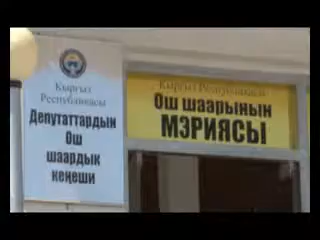 Кыргыз
Республикасы
Депутаттардын
Ош
шаардык
кеңеши
Кыргыз Республикасы
Ош шаарынын
МЭРИЯСЫ